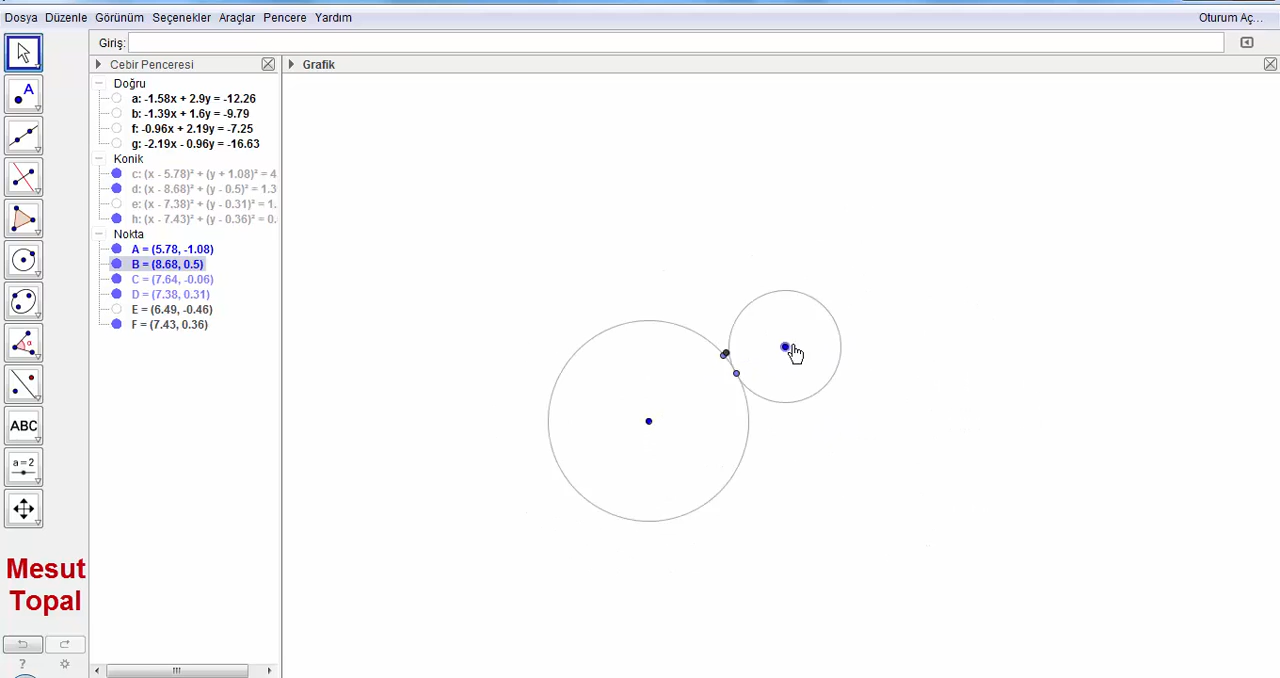 Dosya Düzenle Görünüm Seçenekler Araçlar Pencere Yardım Oturum Aç...
Giriş:
Cebir Penceresi Grafik
Doğru
a: -1.58x + 2.9y = -12.26
b: -1.39x + 1.6y = -9.79
f: -0.96x + 2.19y = -7.25
g: -2.19x - 0.96y = -16.63
Konik
c: (x - 5.78)² + (y + 1.08)² = 4
d: (x - 8.68)² + (y - 0.5)² = 1.3
e: (x - 7.38)² + (y - 0.31)² = 1.
h: (x - 7.43)² + (y - 0.36)² = 0.
Nokta
A = (5.78, -1.08)
B = (8.68, 0.5)
C = (7.64, -0.06)
D = (7.38, 0.31)
E = (6.49, -0.46)
F = (7.43, 0.36)
A
α
ABC
a=2
Mesut
Topal
?